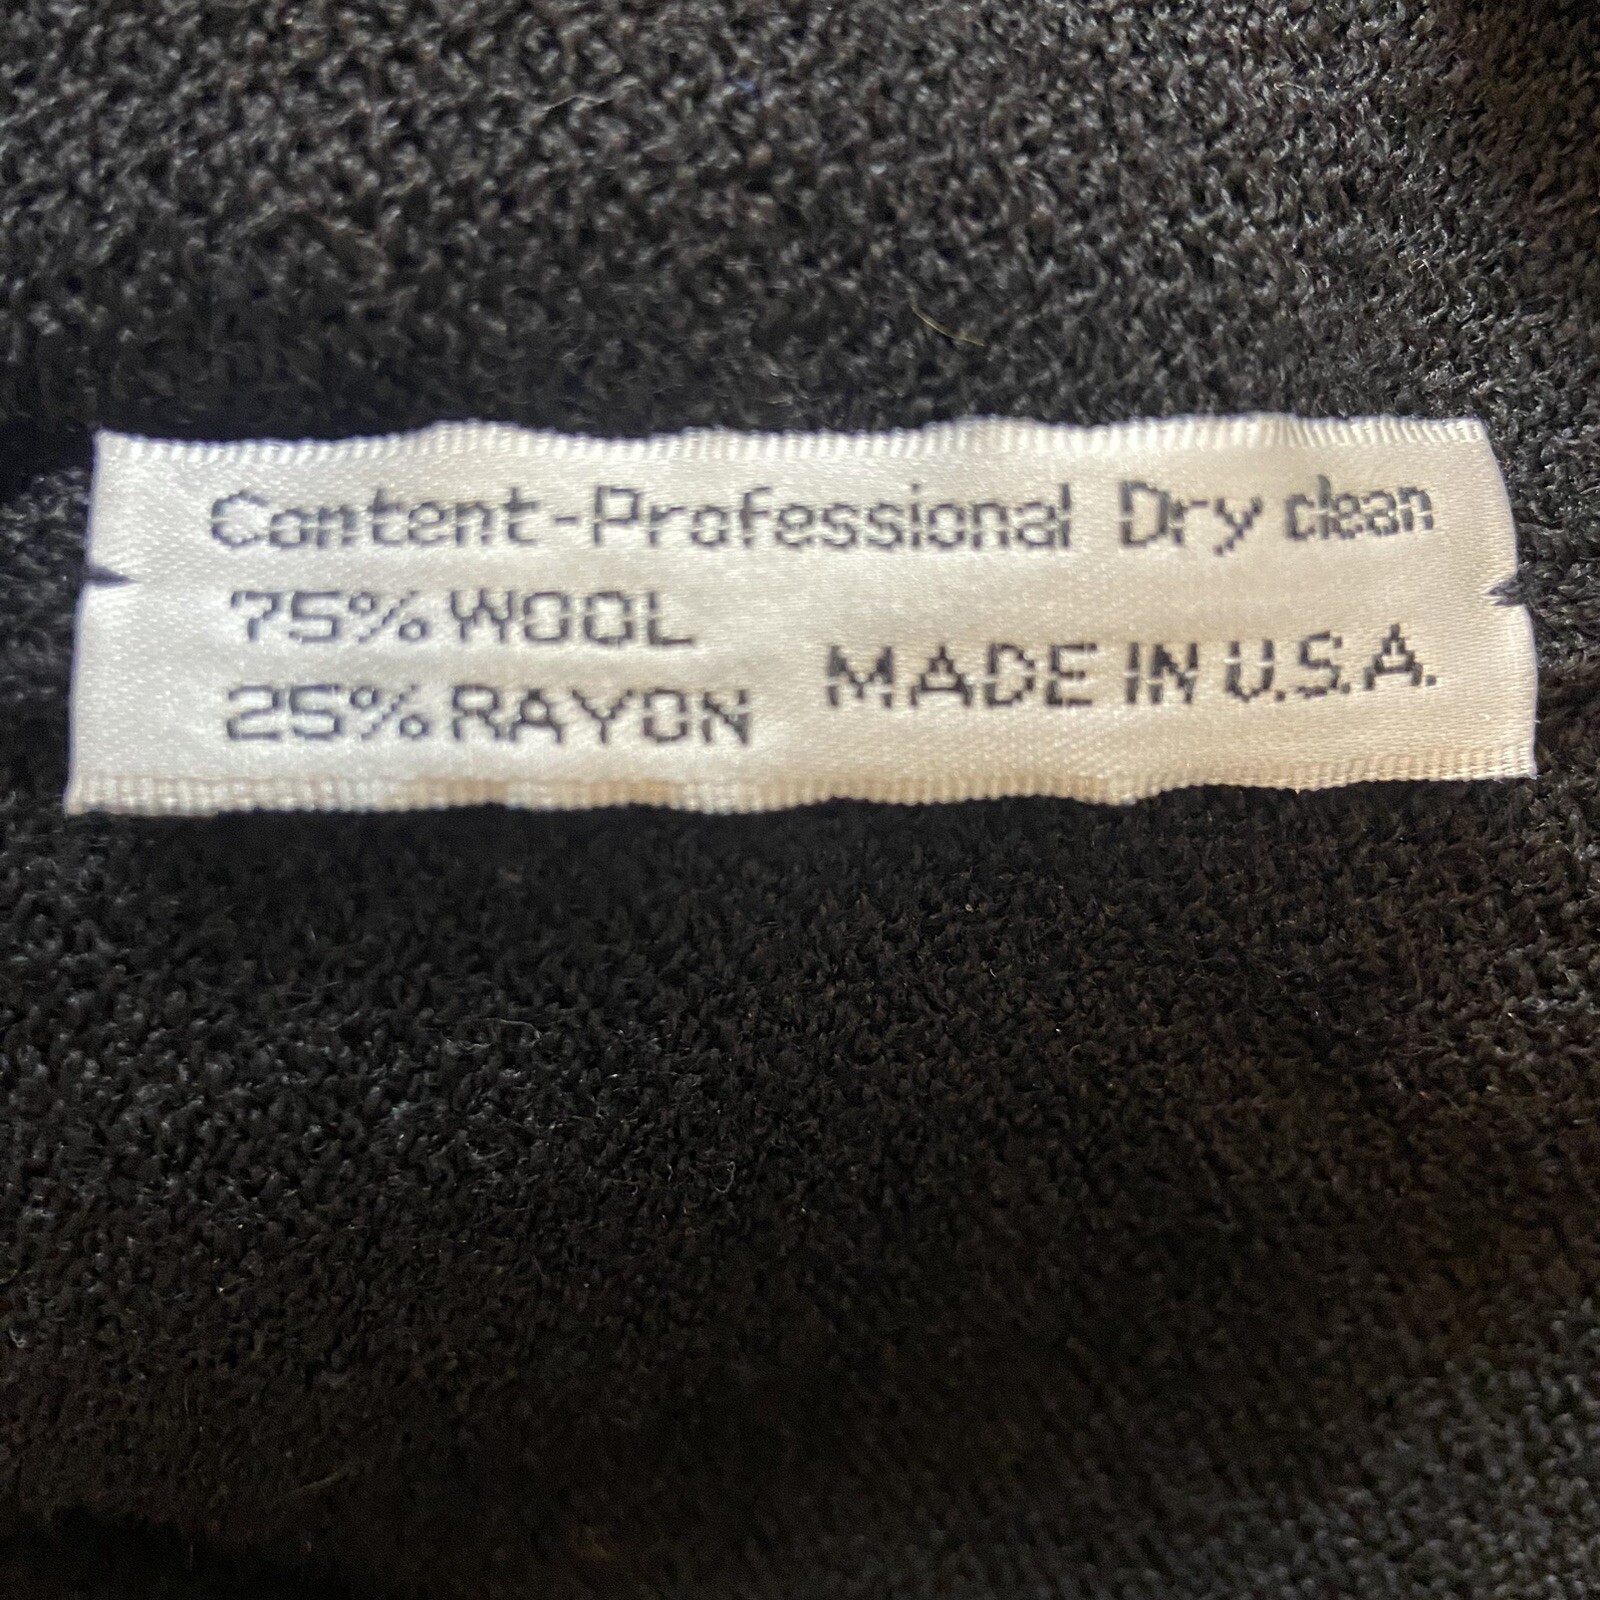 Content-Professional Dry clean
75% WOOL
25% RAYON
MADE IN U.S.A.